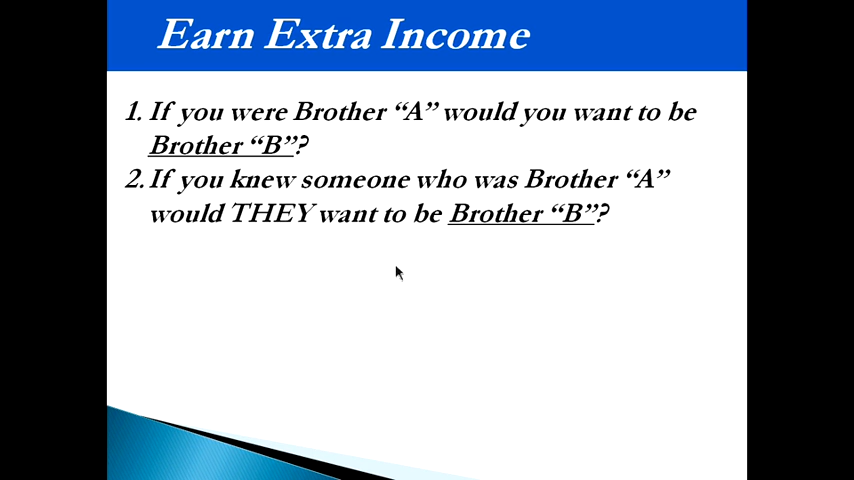 Earn Extra Income
1. If you were Brother “A” would you want to be
Brother “B”?
2. If you knew someone who was Brother “A”
would THEY want to be Brother “B”?